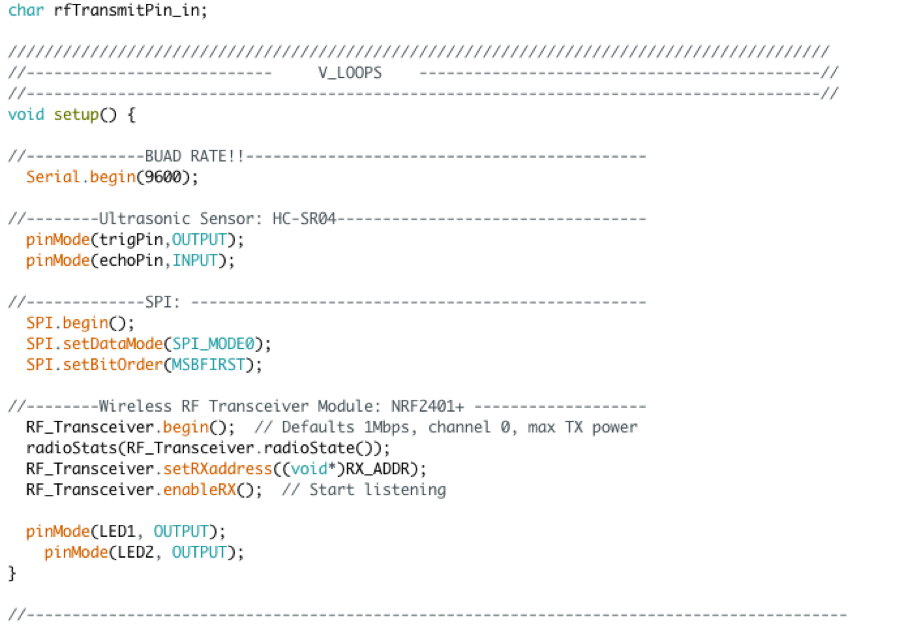 char rfTransmitPin_in;
//////////////////////////////////////////////////////////////////////////////////////////
//--------------------------- V_LOOPS --------------------------------------------//
//---------------------------------------------------------------------------------------//
void setup() {
//-------------BUAD RATE!!--------------------------------------------
Serial.begin(9600);
//--------Ultrasonic Sensor: HC-SR04----------------------------------
pinMode(trigPin,OUTPUT);
pinMode(echoPin,INPUT);
//-------------SPI: --------------------------------------------------
SPI.begin();
SPI.setDataMode(SPI_MODE0);
SPI.setBitOrder(MSBFIRST);
//--------Wireless RF Transceiver Module: NRF2401+ -------------------
RF_Transceiver.begin(); // Defaults 1Mbps, channel 0, max TX power
radioStats(RF_Transceiver.radioState());
RF_Transceiver.setRXaddress((void*)RX_ADDR);
RF_Transceiver.enableRX(); // Start listening
pinMode(LED1, OUTPUT);
pinMode(LED2, OUTPUT);
}
//------------------------------------------------------------------------------------------